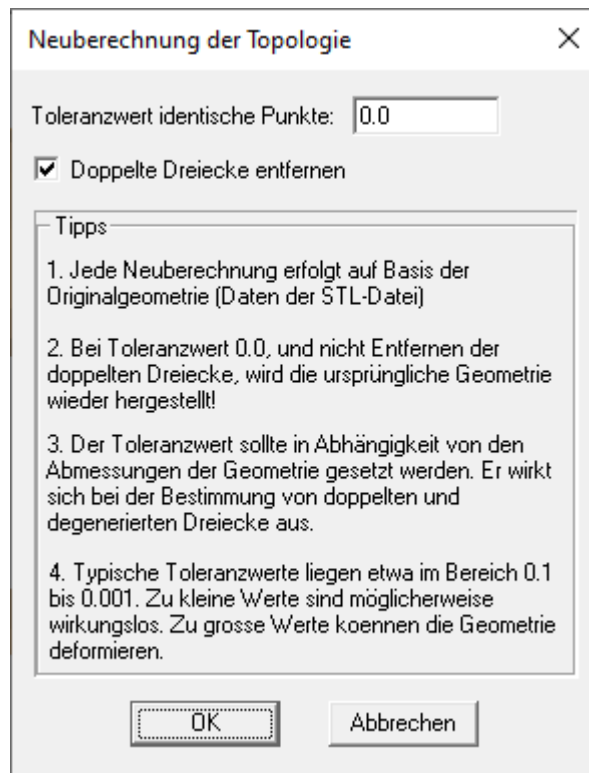 Neuberechnung der Topologie
Toleranzwert identische Punkte: 0.0
Doppelte Dreiecke entfernen
Tipps
1. Jede Neuberechnung erfolgt auf Basis der
Originalgeometrie (Daten der STL-Datei)
2. Bei Toleranzwert 0.0, und nicht Entfernen der
doppelten Dreiecke, wird die ursprüngliche Geometrie
wieder hergestellt!
3. Der Toleranzwert sollte in Abhängigkeit von den
Abmessungen der Geometrie gesetzt werden. Er wirkt
sich bei der Bestimmung von doppelten und
degenerierten Dreiecke aus.
4. Typische Toleranzwerte liegen etwa im Bereich 0.1
bis 0.001. Zu kleine Werte sind möglicherweise
wirkungslos. Zu grosse Werte koennen die Geometrie
deformieren.
OK Abbrechen